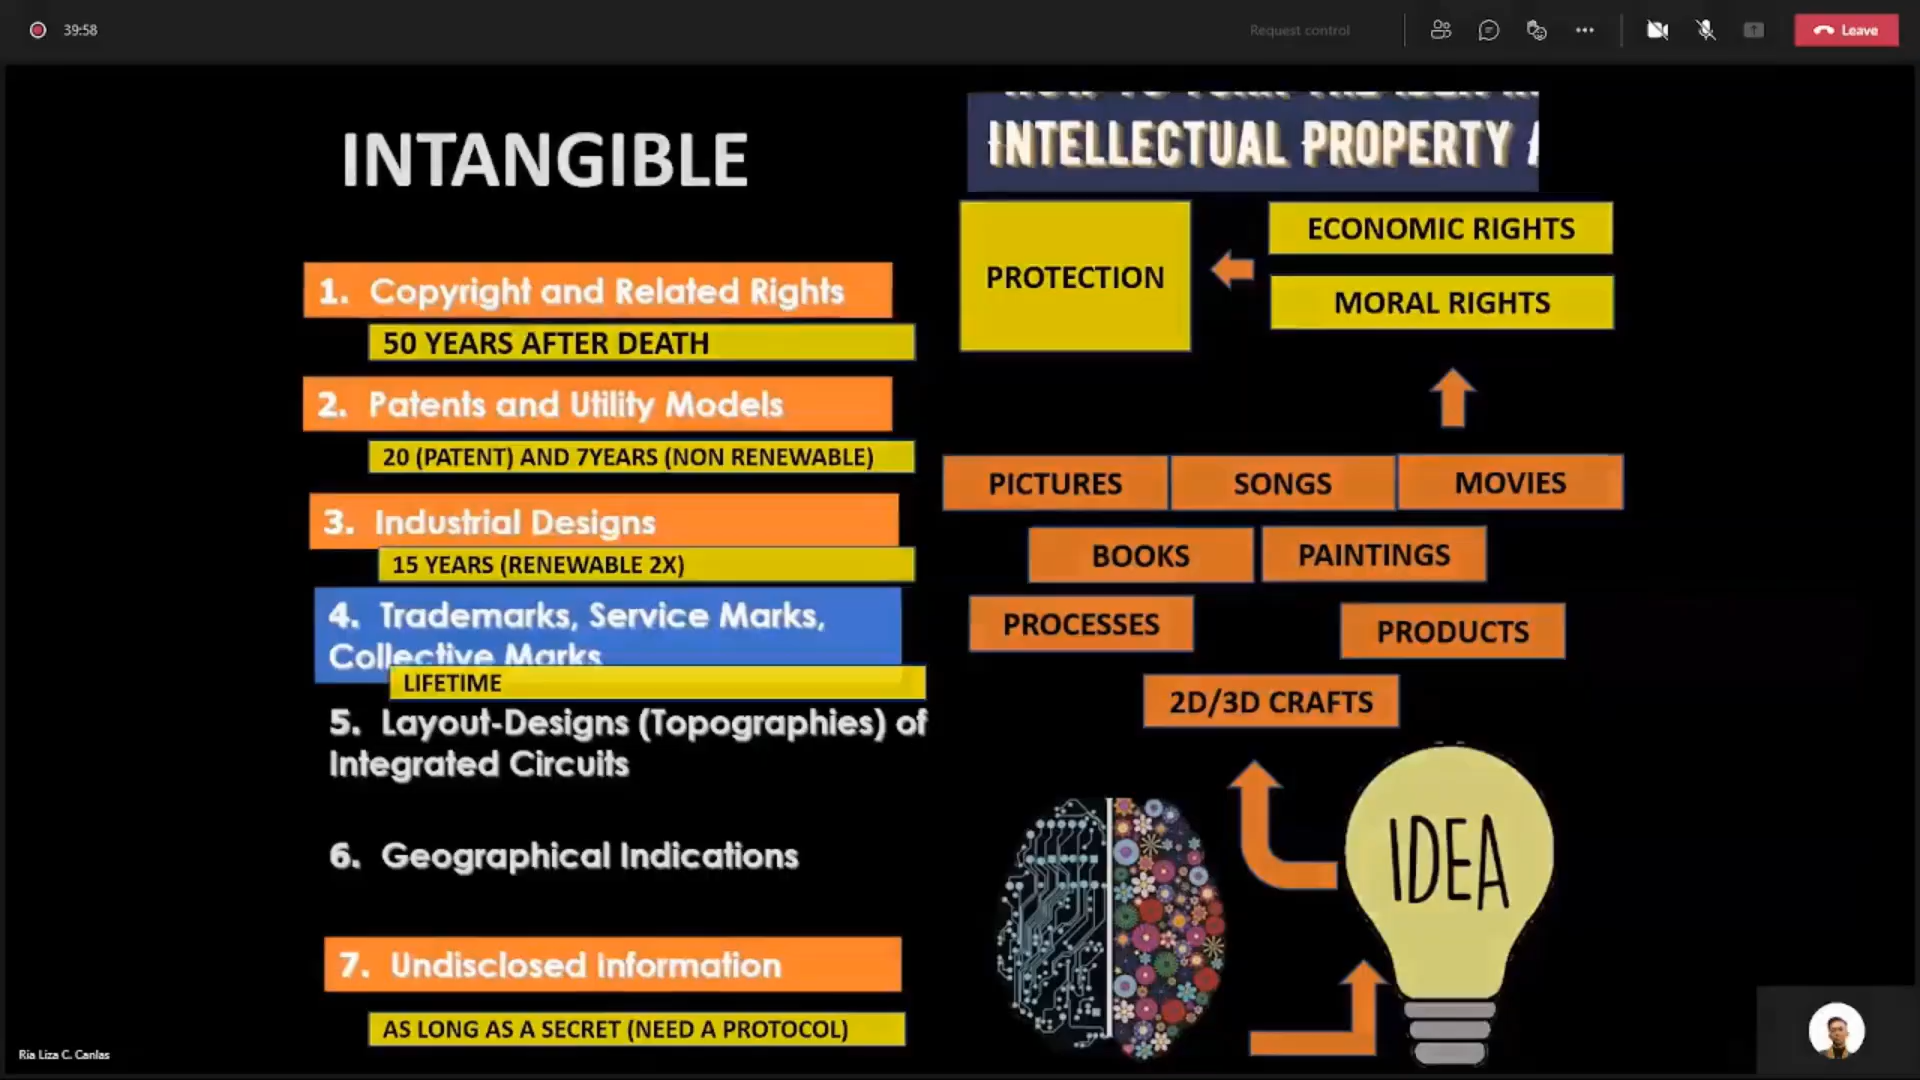 39:58
Request control
Leave
INTANGIBLE
1. Copyright and Related Rights
50 YEARS AFTER DEATH
2. Patents and Utility Models
20 (PATENT) AND 7YEARS (NON RENEWABLE)
3. Industrial Designs
15 YEARS (RENEWABLE 2X)
4. Trademarks, Service Marks,
Collective Marks
LIFETIME
5. Layout-Designs (Topographies) of
Integrated Circuits
6. Geographical Indications
7. Undisclosed Information
AS LONG AS A SECRET (NEED A PROTOCOL)
INTELLECTUAL PROPERTY
PROTECTION
ECONOMIC RIGHTS
MORAL RIGHTS
PICTURES
SONGS
MOVIES
BOOKS
PAINTINGS
PROCESSES
PRODUCTS
2D/3D CRAFTS
IDEA
Ria Liza C. Canlas